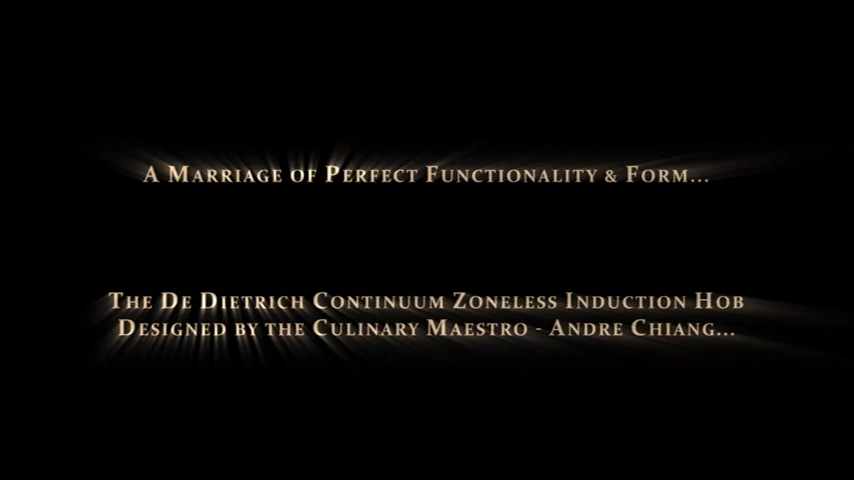 A Marriage of Perfect Functionality & Form...
The De Dietrich Continuum Zoneless Induction Hob
Designed by the Culinary Maestro - Andre Chiang...